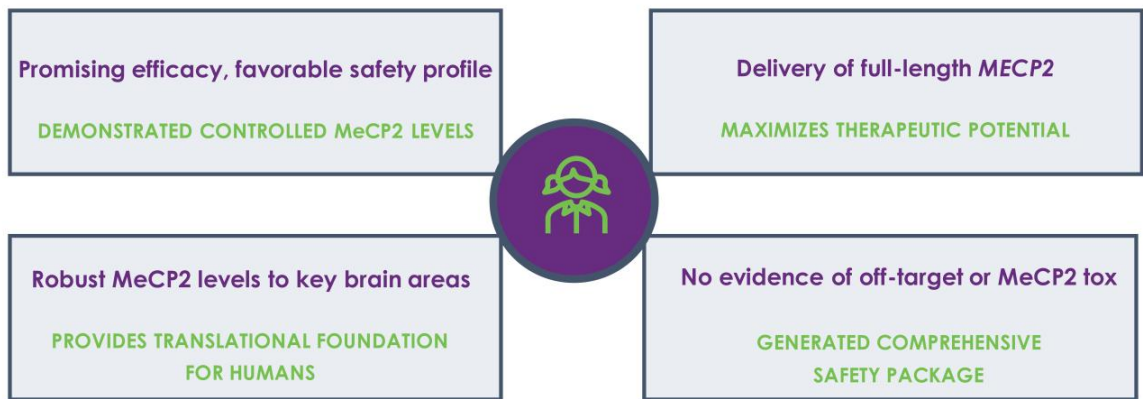 Promising efficacy, favorable safety profile
DEMONSTRATED CONTROLLED MeCP2 LEVELS
Delivery of full-length MECP2
MAXIMIZES THERAPEUTIC POTENTIAL
Robust MeCP2 levels to key brain areas
PROVIDES TRANSLATIONAL FOUNDATION
FOR HUMANS
No evidence of off-target or MeCP2 tox
GENERATED COMPREHENSIVE
SAFETY PACKAGE